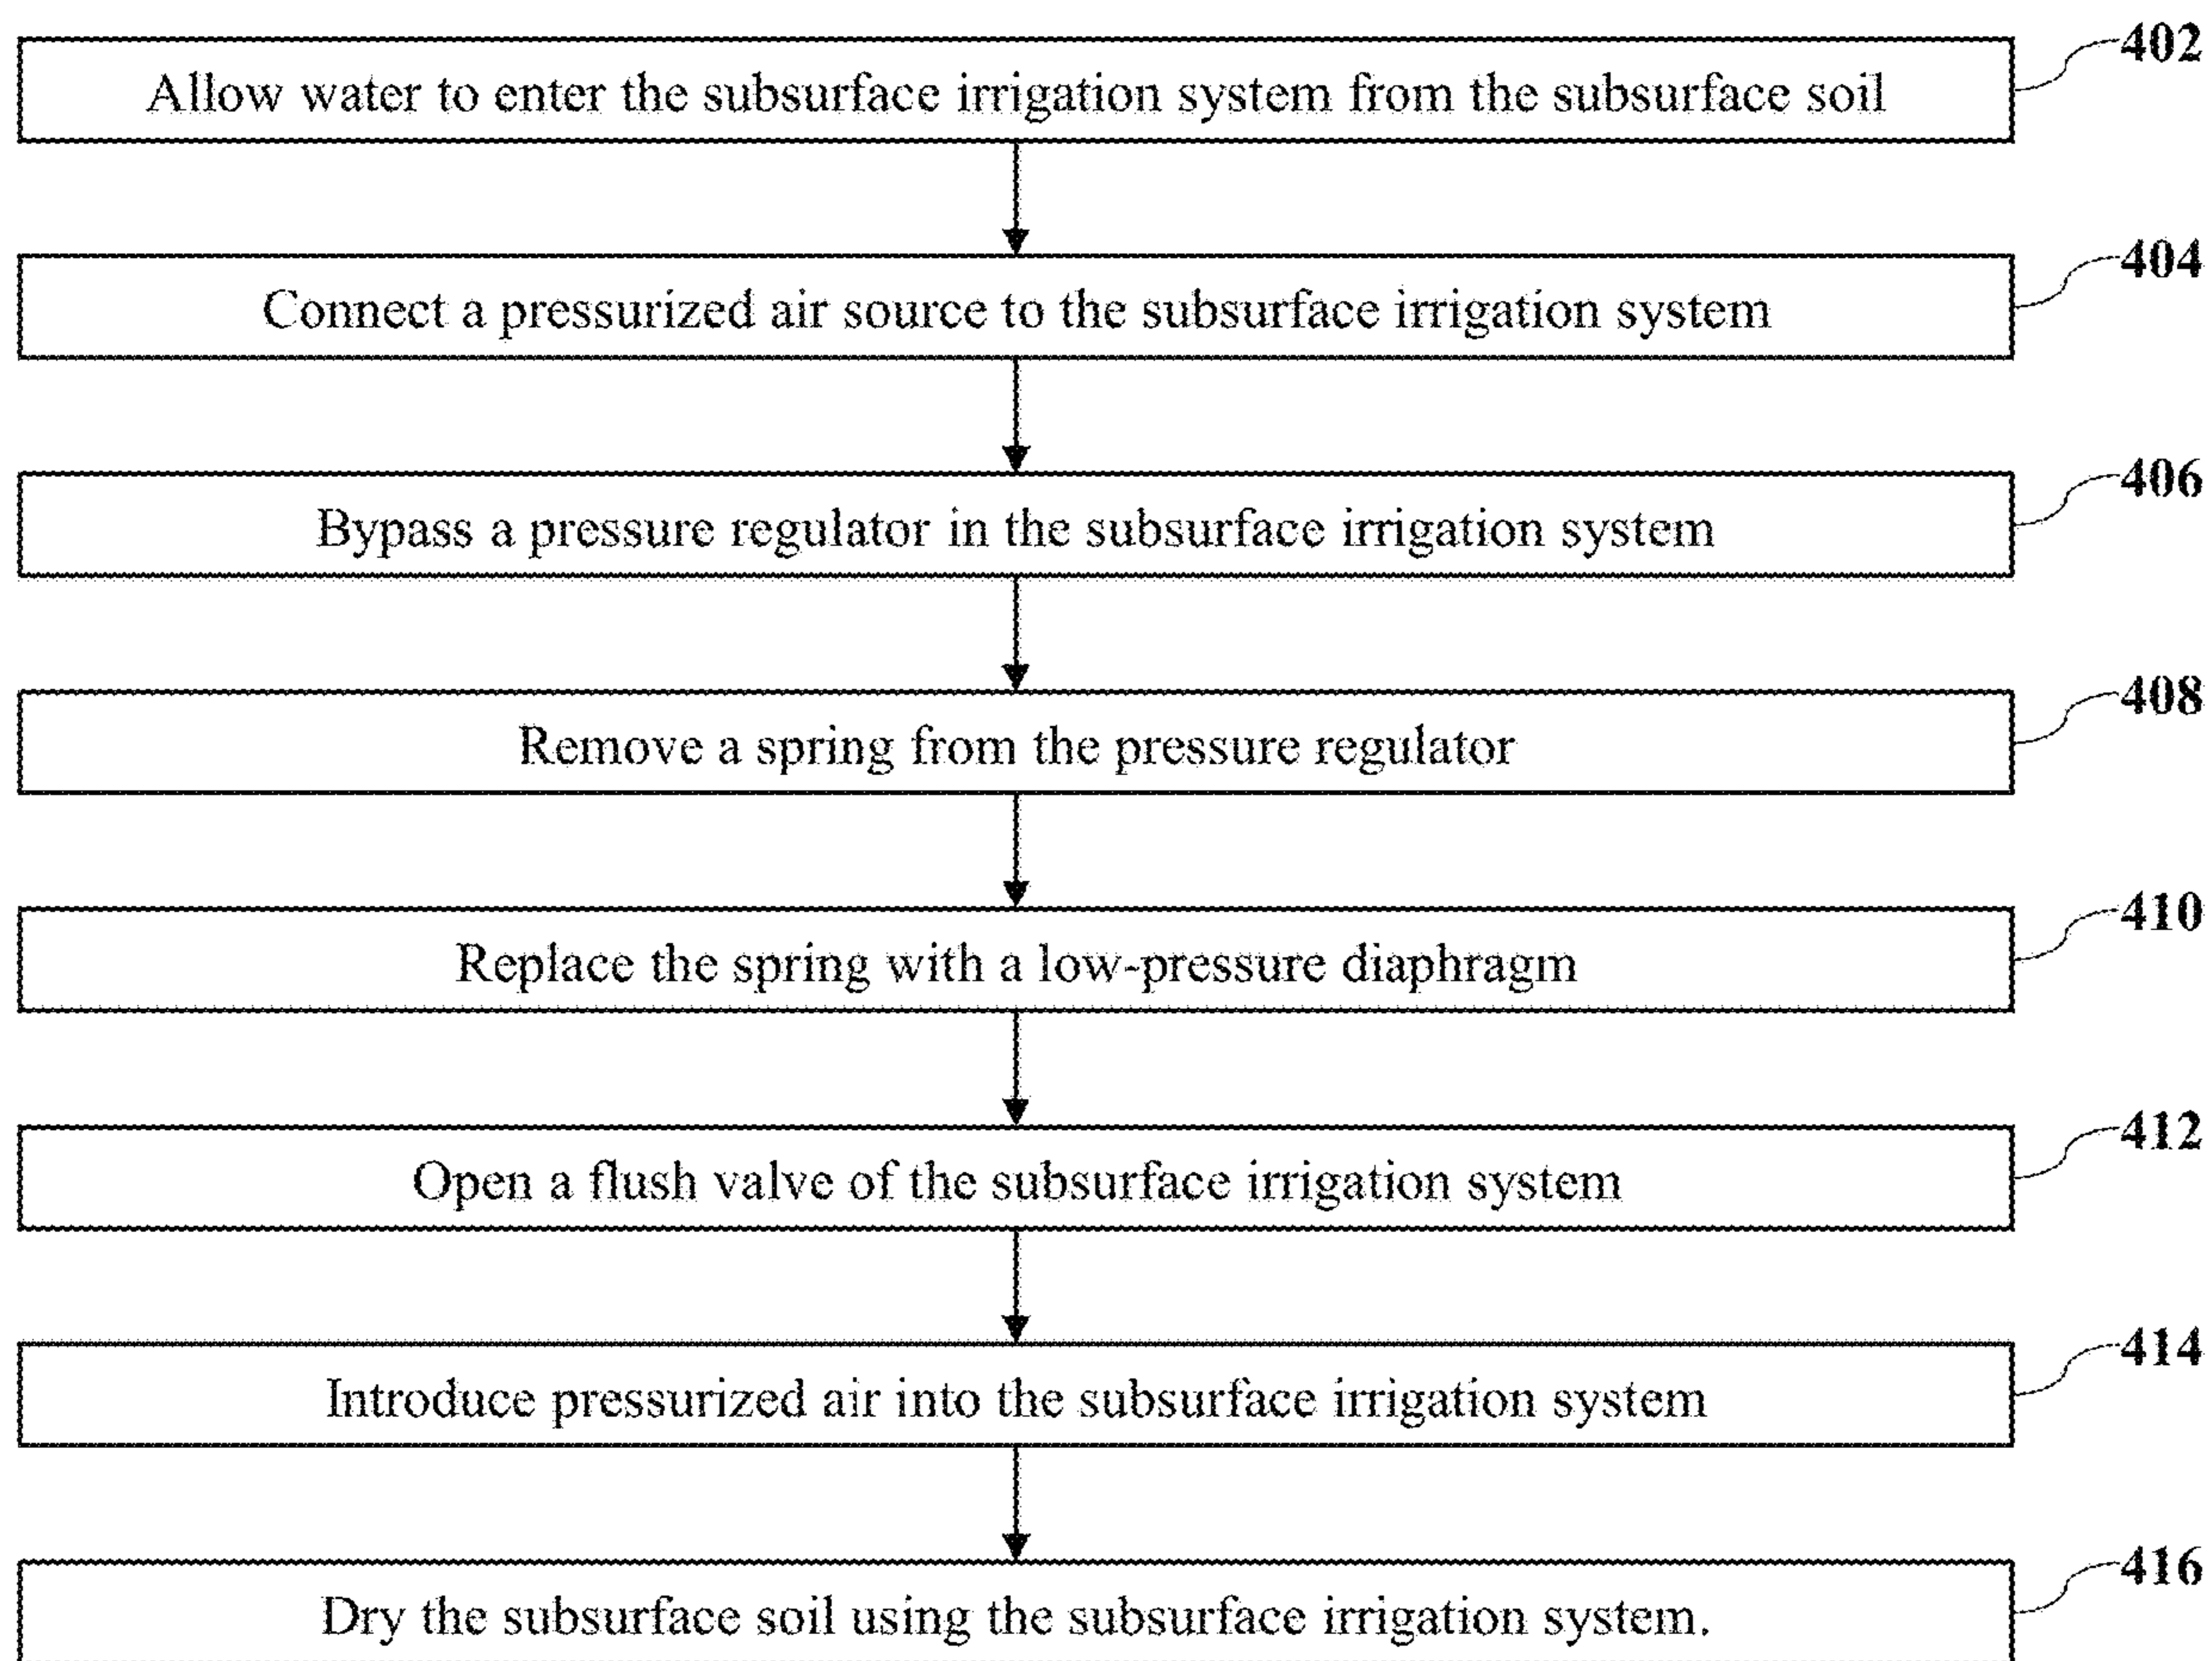 402
Allow water to enter the subsurface irrigation system from the subsurface soil
404
Connect a pressurized air source to the subsurface irrigation system
406
Bypass a pressure regulator in the subsurface irrigation system
408
Remove a spring from the pressure regulator
410
Replace the spring with a low-pressure diaphragm
412
Open a flush valve of the subsurface irrigation system
414
Introduce pressurized air into the subsurface irrigation system
416
Dry the subsurface soil using the subsurface irrigation system.